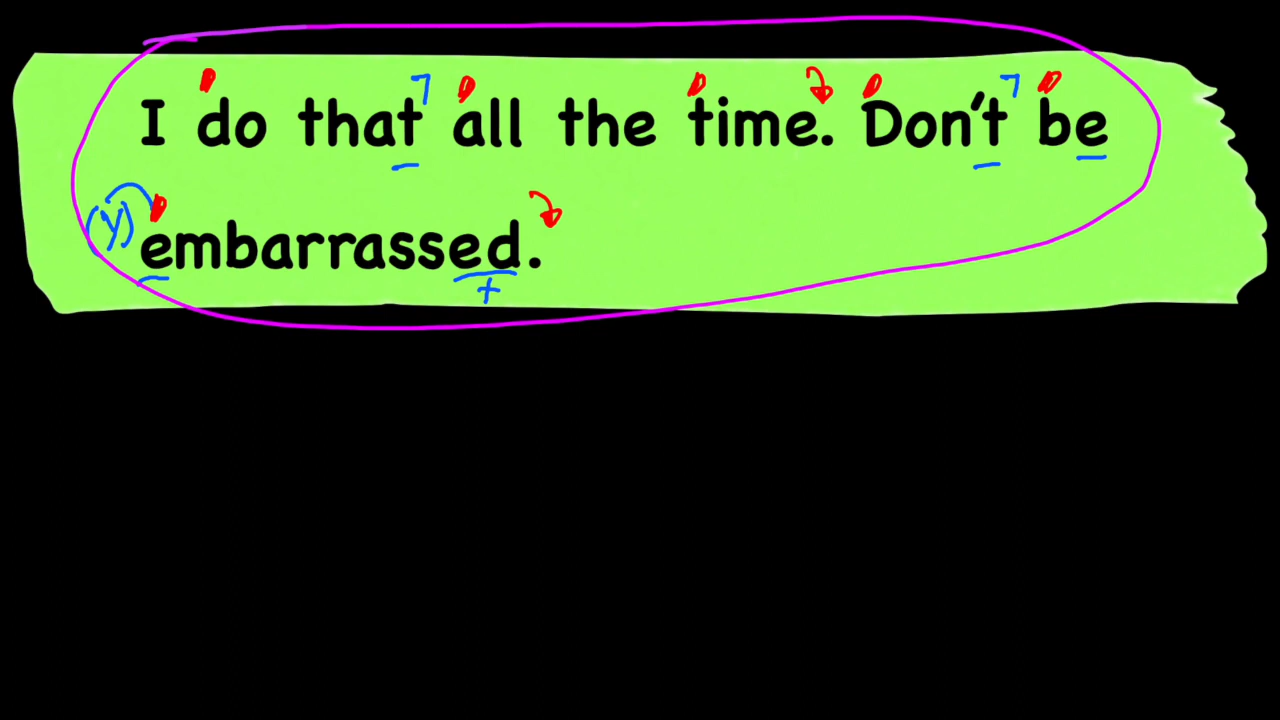 I do that all the time. Don't be
(y) embarrassed.
t